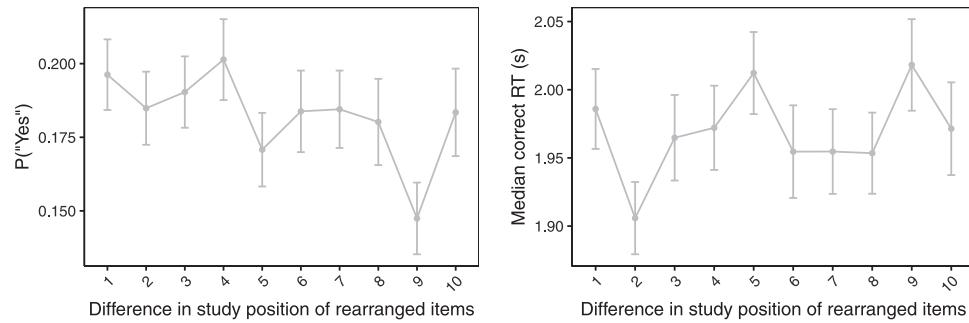 P("Yes")
0.200
0.175
0.150
1 2 3 4 5 6 7 8 9 10
Difference in study position of rearranged items
Median correct RT (s)
2.05
2.00
1.95
1.90
1 2 3 4 5 6 7 8 9 10
Difference in study position of rearranged items